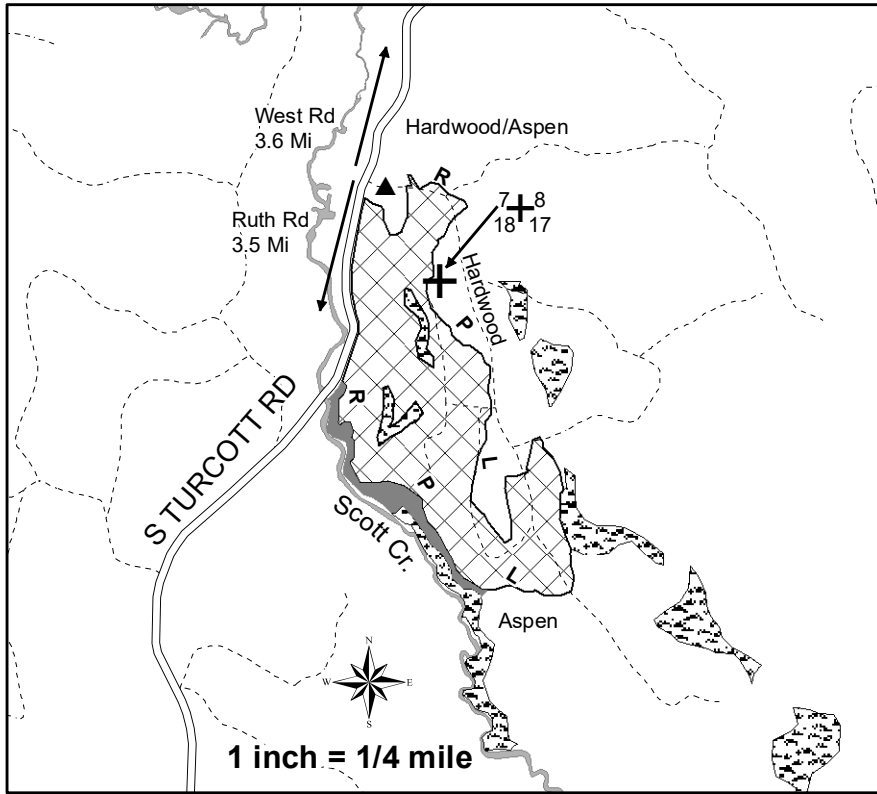 West Rd
3.6 Mi
Hardwood/Aspen
R
7 8
18 17
Ruth Rd
3.5 Mi
Hardwood
P
R
S TURCOTT RD
L
P
Scott Cr.
L
Aspen
N
W E
S
1 inch = 1/4 mile